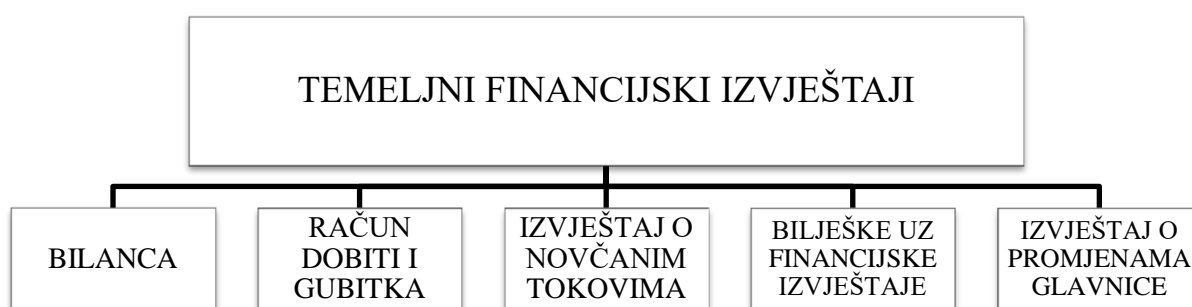 TEMELJNI FINANCIJSKI IZVJEŠTAJI
BILANCA
RAČUN
DOBITI I
GUBITKA
IZVJEŠTAJ O
NOVČANIM
TOKOVIMA
BILJEŠKE UZ
FINANCIJSKE
IZVJEŠTAJE
IZVJEŠTAJ O
PROMJENAMA
GLAVNICE